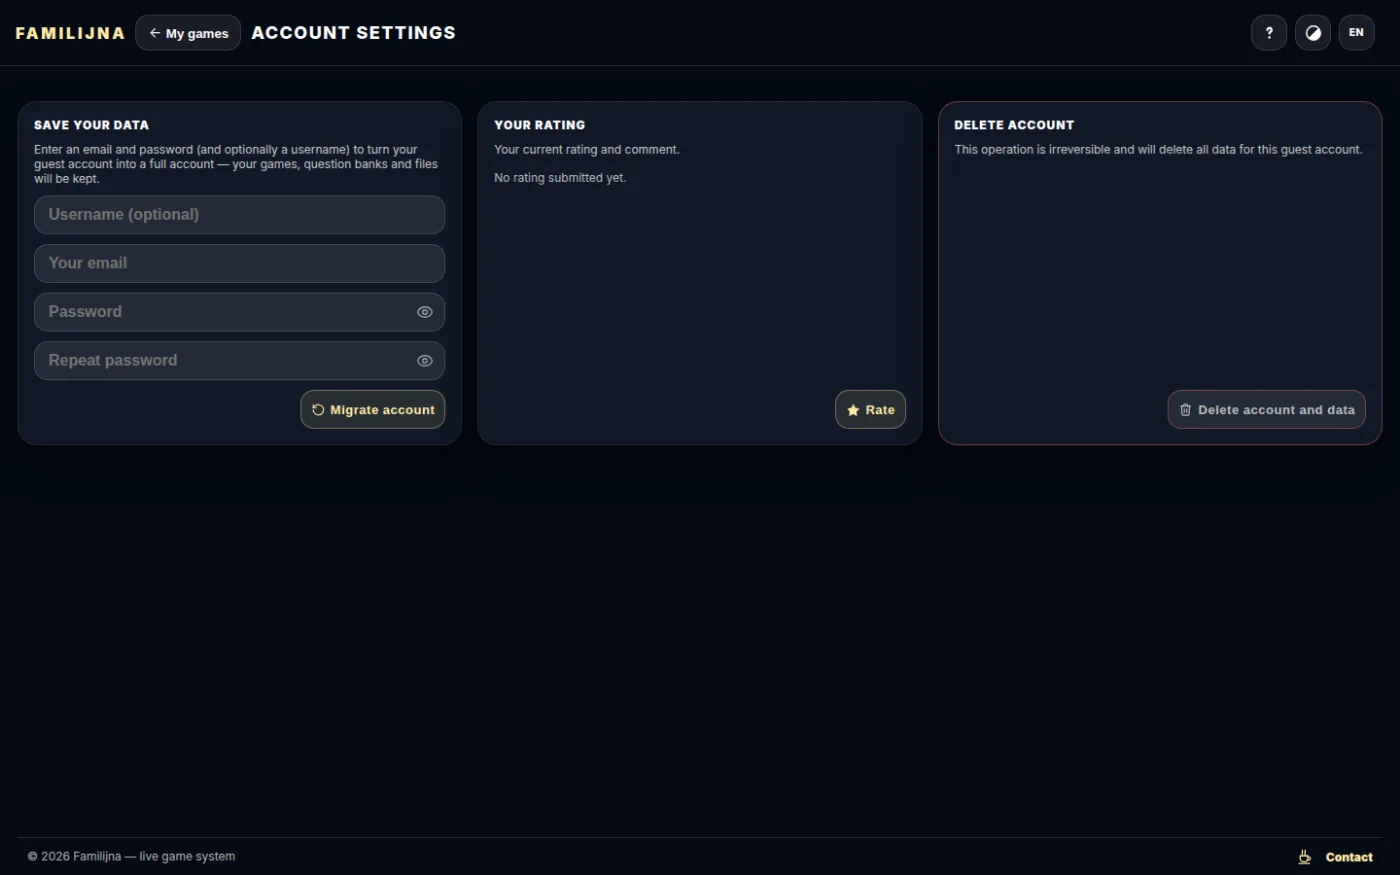 FAMILIJNA
My games
ACCOUNT SETTINGS
?
EN
SAVE YOUR DATA
Enter an email and password (and optionally a username) to turn your
guest account into a full account — your games, question banks and files
will be kept.
Username (optional)
Your email
Password
Repeat password
Migrate account
YOUR RATING
Your current rating and comment.
No rating submitted yet.
Rate
DELETE ACCOUNT
This operation is irreversible and will delete all data for this guest account.
Delete account and data
© 2026 Familijna — live game system
Contact